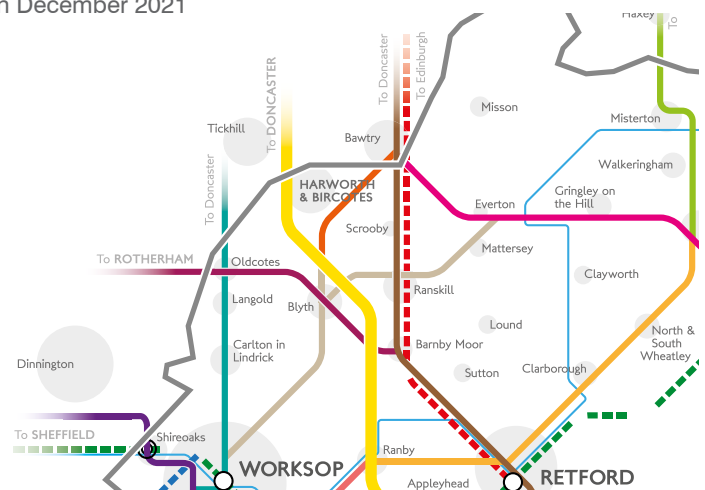 n December 2021
Haxey
To
To Doncaster
To Edinburgh
To DONCASTER
Misson
Misterton
Tickhill
Bawtry
Walkeringham
To Doncaster
HARWORTH
& BIRCOTES
Gringley on
the Hill
Everton
Scrooby
Mattersey
To ROTHERHAM
Oldcotes
Clayworth
Ranskill
Langold
Blyth
Lound
North &
South
Wheatley
Carlton in
Lindrick
Barnby Moor
Dinnington
Sutton
Clarborough
To SHEFFIELD
Shireoaks
Ranby
WORKSOP
RETFORD
Appleyhead